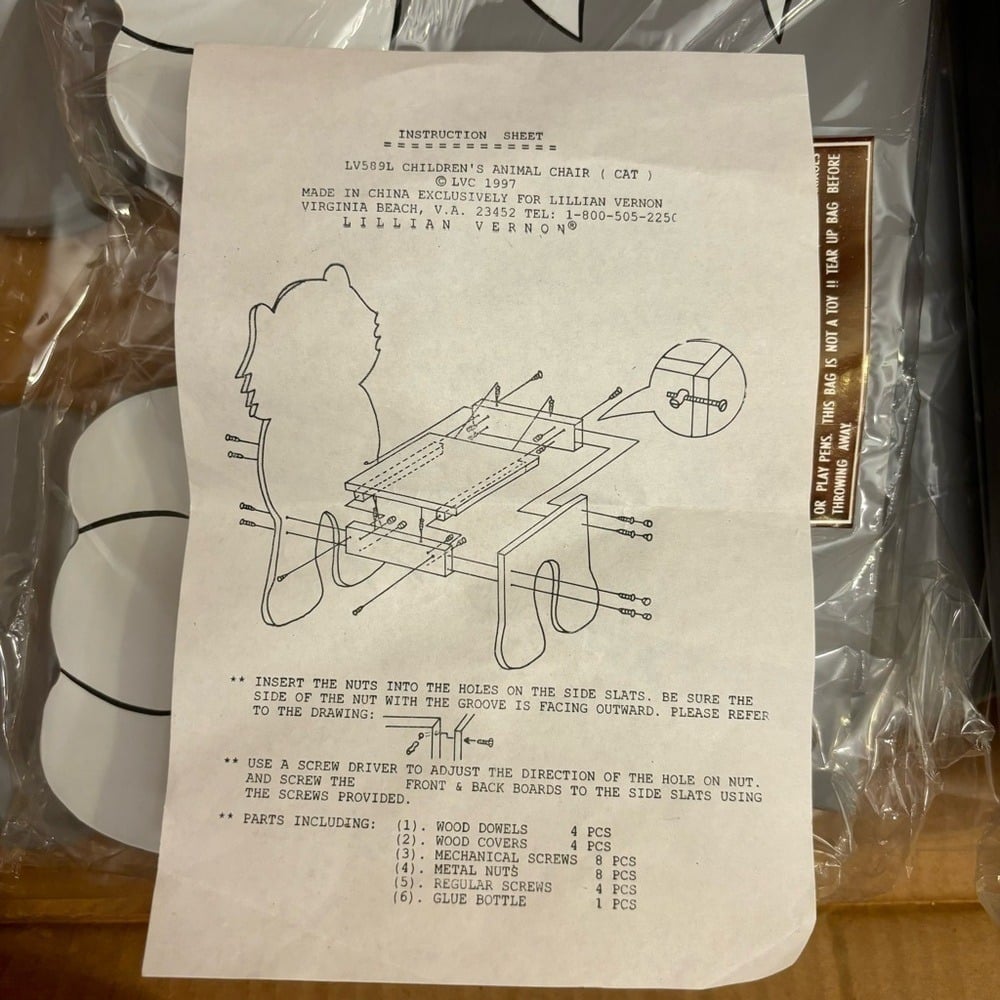 INSTRUCTION SHEET
=============
LV589L CHILDREN'S ANIMAL CHAIR ( CAT )
© LVC 1997
MADE IN CHINA EXCLUSIVELY FOR LILLIAN VERNON
VIRGINIA BEACH, V.A. 23452 TEL: 1-800-505-2250
LILLIAN VERNON®
** INSERT THE NUTS INTO THE HOLES ON THE SIDE SLATS. BE SURE THE
SIDE OF THE NUT WITH THE GROOVE IS FACING OUTWARD. PLEASE REFER
TO THE DRAWING:
** USE A SCREW DRIVER TO ADJUST THE DIRECTION OF THE HOLE ON NUT.
AND SCREW THE FRONT & BACK BOARDS TO THE SIDE SLATS USING
THE SCREWS PROVIDED.
** PARTS INCLUDING: (1). WOOD DOWELS 4 PCS
(2). WOOD COVERS 4 PCS
(3). MECHANICAL SCREWS 8 PCS
(4). METAL NUTS 8 PCS
(5). REGULAR SCREWS 4 PCS
(6). GLUE BOTTLE 1 PCS
OR PLAY PENS. THIS BAG IS NOT A TOY !! TEAR UP BAG BEFORE
THROWING AWAY.